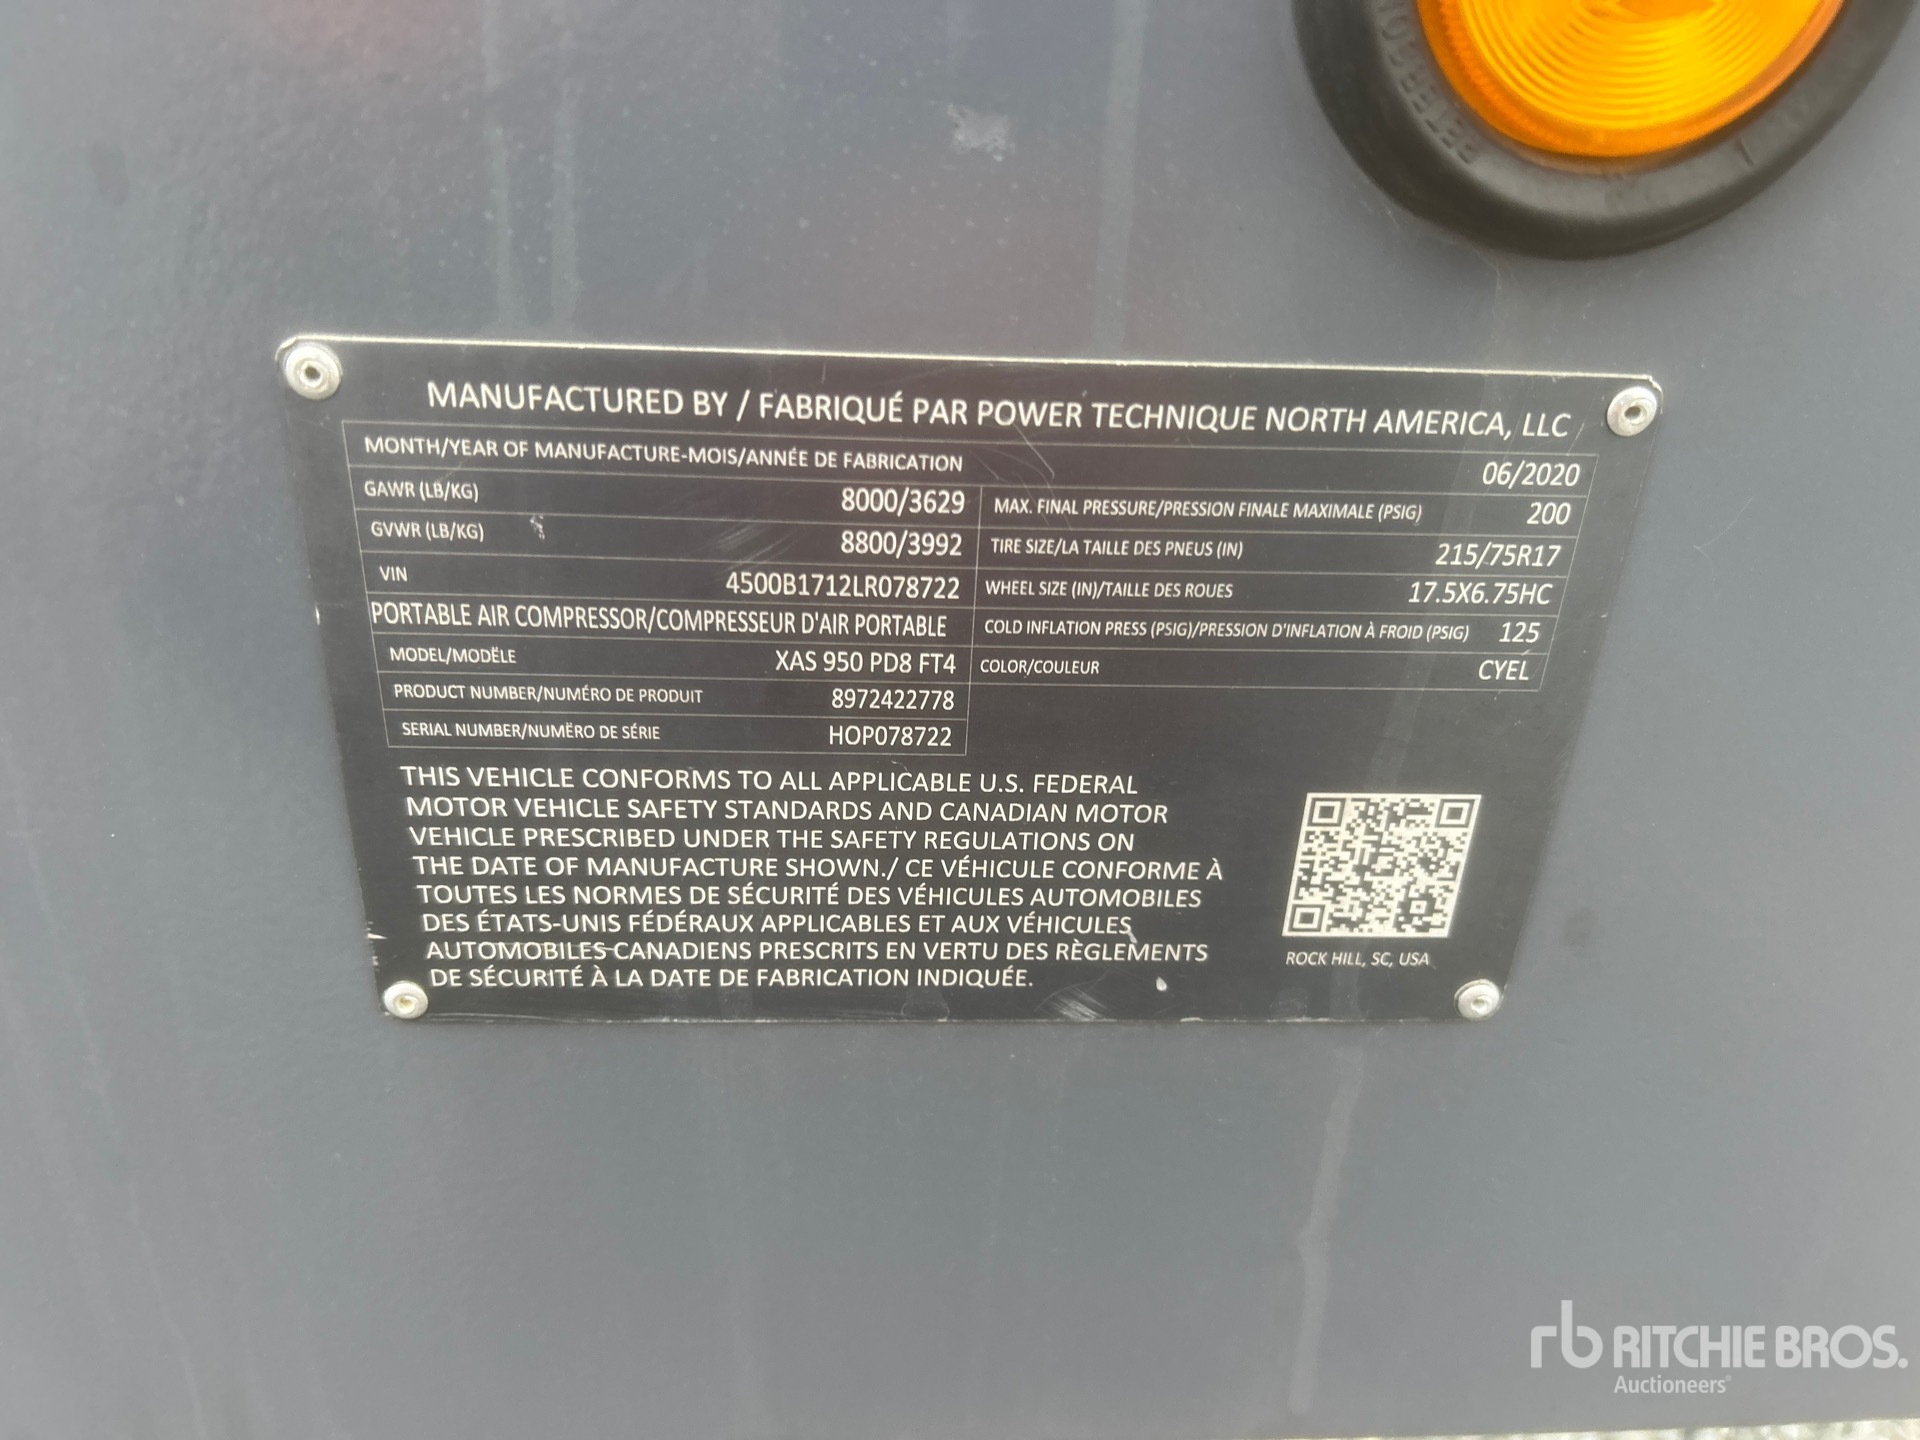 PETERSON
MANUFACTURED BY / FABRIQUÉ PAR POWER TECHNIQUE NORTH AMERICA, LLC
MONTH/YEAR OF MANUFACTURE-MOIS/ANNÉE DE FABRICATION 06/2020
GAWR (LB/KG) 8000/3629 MAX. FINAL PRESSURE/PRESSION FINALE MAXIMALE (PSIG) 200
GVWR (LB/KG) 8800/3992 TIRE SIZE/LA TAILLE DES PNEUS (IN) 215/75R17
VIN 4500B1712LR078722 WHEEL SIZE (IN)/TAILLE DES ROUES 17.5X6.75HC
PORTABLE AIR COMPRESSOR/COMPRESSEUR D'AIR PORTABLE COLD INFLATION PRESS (PSIG)/PRESSION D'INFLATION À FROID (PSIG) 125
MODEL/MODËLE XAS 950 PD8 FT4 COLOR/COULEUR CYEL
PRODUCT NUMBER/NUMÉRO DE PRODUIT 8972422778
SERIAL NUMBER/NUMËRO DE SÉRIE HOP078722
THIS VEHICLE CONFORMS TO ALL APPLICABLE U.S. FEDERAL
MOTOR VEHICLE SAFETY STANDARDS AND CANADIAN MOTOR
VEHICLE PRESCRIBED UNDER THE SAFETY REGULATIONS ON
THE DATE OF MANUFACTURE SHOWN./ CE VÉHICULE CONFORME À
TOUTES LES NORMES DE SÉCURITÉ DES VÉHICULES AUTOMOBILES
DES ÉTATS-UNIS FÉDÉRAUX APPLICABLES ET AUX VÉHICULES
AUTOMOBILES CANADIENS PRESCRITS EN VERTU DES RÈGLEMENTS
DE SÉCURITÉ À LA DATE DE FABRICATION INDIQUÉE.
ROCK HILL, SC, USA
rb RITCHIE BROS.
Auctioneers